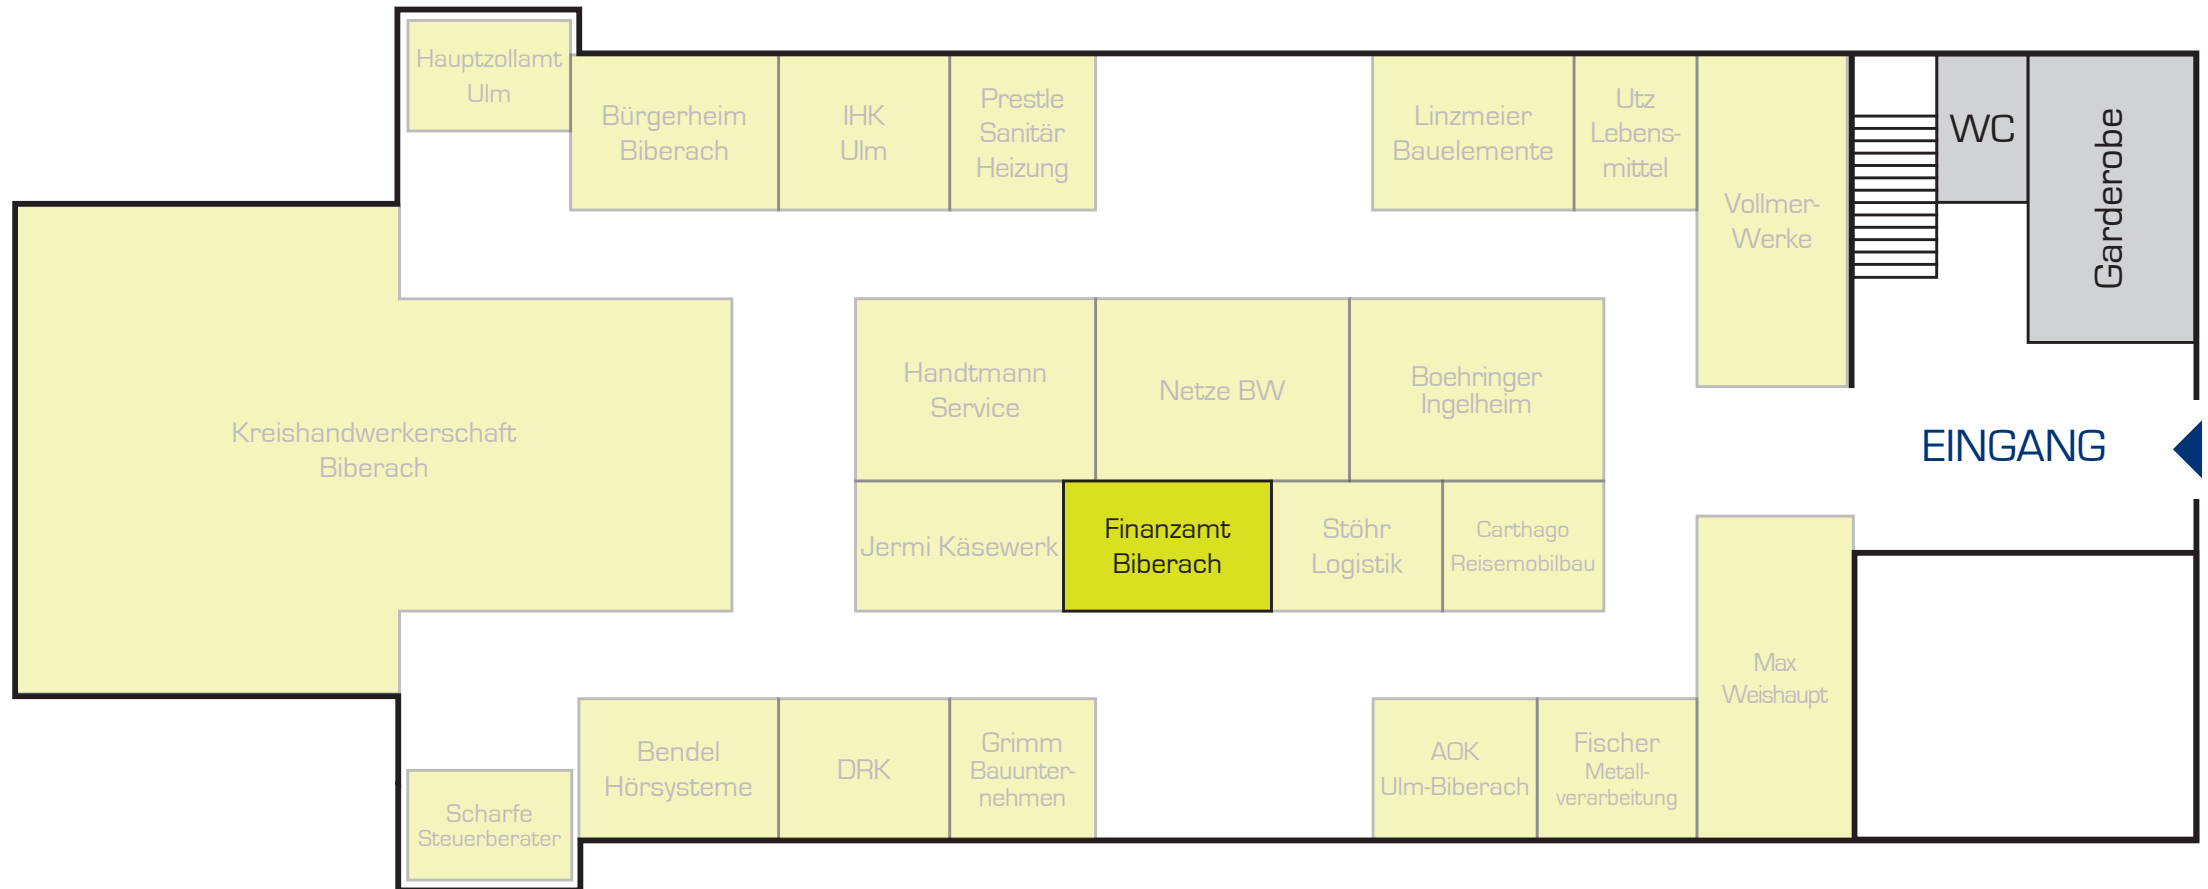 Hauptzollamt
Ulm
Bürgerheim
Biberach
IHK
Ulm
Prestle
Sanitär
Heizung
Linzmeier
Bauelemente
Utz
Lebens-
mittel
Vollmer-
Werke
WC
Garderobe
Kreishandwerkerschaft
Biberach
Handtmann
Service
Netze BW
Boehringer
Ingelheim
EINGANG
Jermi Käsewerk
Finanzamt
Biberach
Stöhr
Logistik
Carthago
Reisemobilbau
Max
Weishaupt
Scharfe
Steuerberater
Bendel
Hörsysteme
DRK
Grimm
Bauunter-
nehmen
AOK
Ulm-Biberach
Fischer
Metall-
verarbeitung